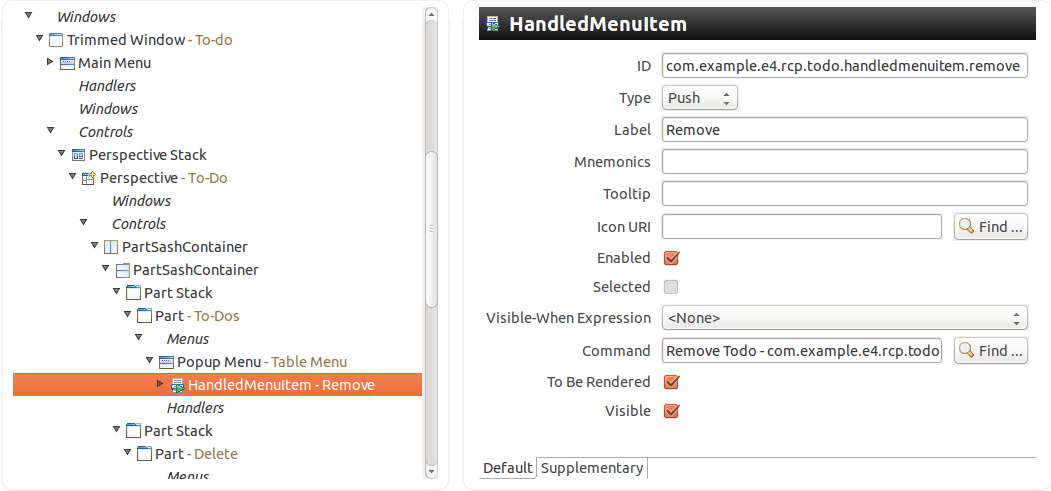 Windows
Trimmed Window - To-do
Main Menu
Handlers
Windows
Controls
Perspective Stack
Perspective - To-Do
Windows
Controls
PartSashContainer
PartSashContainer
Part Stack
Part - To-Dos
Menus
Popup Menu - Table Menu
HandledMenuItem - Remove
Handlers
Part Stack
Part - Delete
Menus
HandledMenuItem
ID com.example.e4.rcp.todo.handledmenuitem.remove
Type Push
Label Remove
Mnemonics
Tooltip
Icon URI Find ...
Enabled
Selected
Visible-When Expression <None>
Command Remove Todo - com.example.e4.rcp.todo Find ...
To Be Rendered
Visible
Default Supplementary